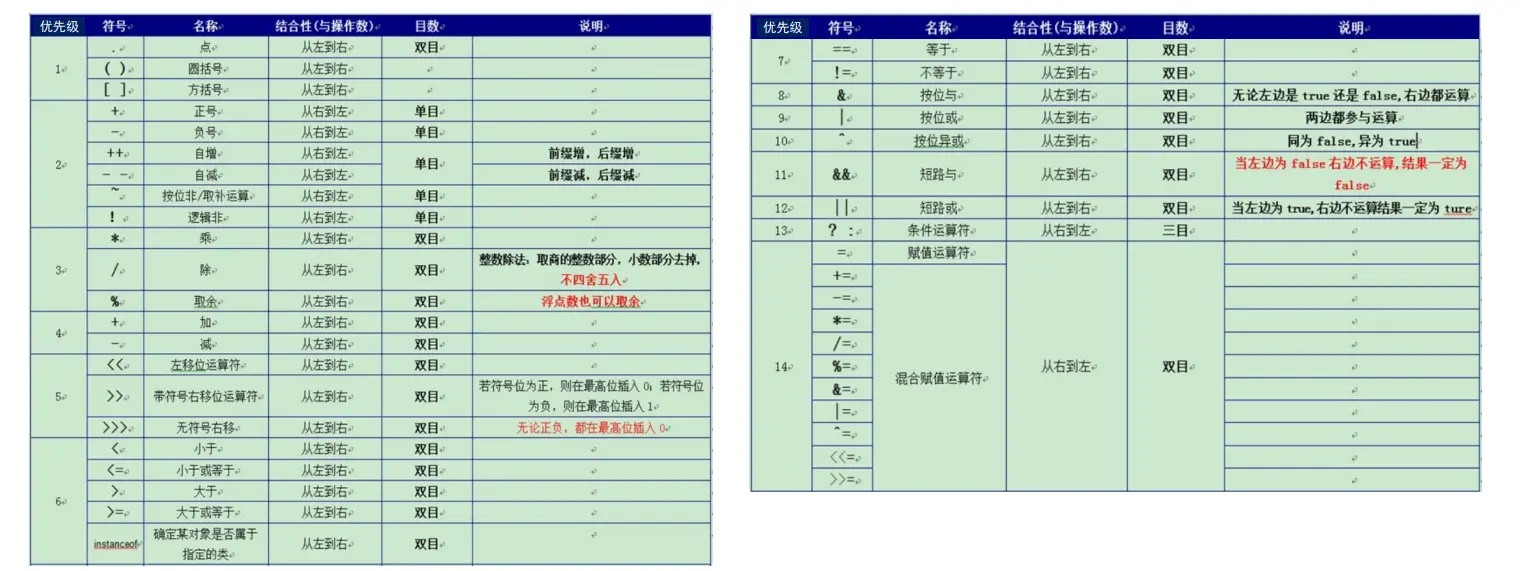 优先级 符号 名称 结合性(与操作数) 目数 说明
1 . 点 从左到右 双目
( ) 圆括号 从左到右
[ ] 方括号 从左到右
2 + 正号 从右到左 单目
- 负号 从右到左 单目
++ 自增 从右到左 单目 前缀增，后缀增
- - 自减 从右到左 前缀减，后缀减
~ 按位非/取补运算 从右到左 单目
! 逻辑非 从右到左 单目
3 * 乘 从左到右 双目
/ 除 从左到右 双目 整数除法：取商的整数部分，小数部分去掉，
不四舍五入
% 取余 从左到右 双目 浮点数也可以取余
4 + 加 从左到右 双目
- 减 从左到右 双目
5 << 左移位运算符 从左到右 双目
>> 带符号右移位运算符 从左到右 双目 若符号位为正，则在最高位插入 0；若符号位
为负，则在最高位插入 1
>>> 无符号右移 从左到右 双目 无论正负，都在最高位插入 0
6 < 小于 从左到右 双目
<= 小于或等于 从左到右 双目
> 大于 从左到右 双目
>= 大于或等于 从左到右 双目
instanceof 确定某对象是否属于
指定的类 从左到右 双目
优先级 符号 名称 结合性(与操作数) 目数 说明
7 == 等于 从左到右 双目
!= 不等于 从左到右 双目
8 & 按位与 从左到右 双目 无论左边是 true 还是 false,右边都运算
9 | 按位或 从左到右 双目 两边都参与运算
10 ^ 按位异或 从左到右 双目 同为 false,异为 true
11 && 短路与 从左到右 双目 当左边为 false 右边不运算,结果一定为
false
12 || 短路或 从左到右 双目 当左边为 true,右边不运算结果一定为 ture
13 ? : 条件运算符 从右到左 三目
14 = 赋值运算符 从右到左 双目
+= 混合赋值运算符
-=
*=
/=
%=
&=
|=
^=
<<=
>>=